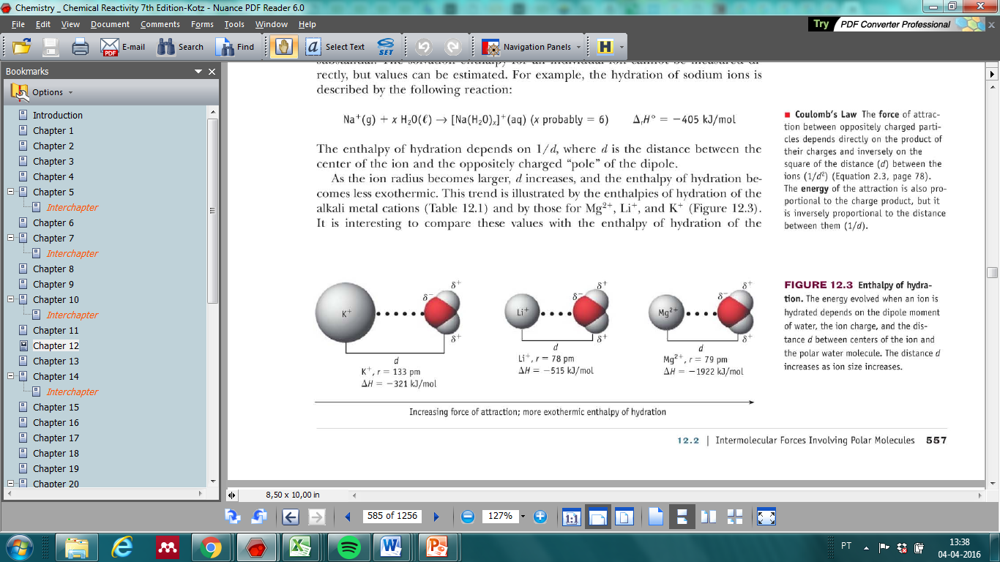 Chemistry _ Chemical Reactivity 7th Edition-Kotz - Nuance PDF Reader 6.0
File Edit View Document Comments Forms Tools Window Help
Try PDF Converter Professional
PDF E-mail Search Find a Select Text SET Navigation Panels H
Bookmarks
Options
Introduction
Chapter 1
Chapter 2
Chapter 3
Chapter 4
Chapter 5
Interchapter
Chapter 6
Chapter 7
Interchapter
Chapter 8
Chapter 9
Chapter 10
Interchapter
Chapter 11
Chapter 12
Chapter 13
Chapter 14
Interchapter
Chapter 15
Chapter 16
Chapter 17
Chapter 18
Chapter 19
Chapter 20
substantial. The solvation enthalpy for an individual ion cannot be measured di-
rectly, but values can be estimated. For example, the hydration of sodium ions is
described by the following reaction:
Na⁺(g) + x H₂O(ℓ) → [Na(H₂O)ₓ]⁺(aq) (x probably = 6) ΔᵣH° = −405 kJ/mol
The enthalpy of hydration depends on 1/d, where d is the distance between the
center of the ion and the oppositely charged “pole” of the dipole.
As the ion radius becomes larger, d increases, and the enthalpy of hydration be-
comes less exothermic. This trend is illustrated by the enthalpies of hydration of the
alkali metal cations (Table 12.1) and by those for Mg²⁺, Li⁺, and K⁺ (Figure 12.3).
It is interesting to compare these values with the enthalpy of hydration of the
■ Coulomb’s Law The force of attrac-
tion between oppositely charged parti-
cles depends directly on the product of
their charges and inversely on the
square of the distance (d) between the
ions (1/d²) (Equation 2.3, page 78).
The energy of the attraction is also pro-
portional to the charge product, but it
is inversely proportional to the distance
between them (1/d).
K⁺ δ⁻ δ⁺ δ⁺
d
K⁺, r = 133 pm
ΔH = −321 kJ/mol
Li⁺ δ⁻ δ⁺ δ⁺
d
Li⁺, r = 78 pm
ΔH = −515 kJ/mol
Mg²⁺ δ⁻ δ⁺ δ⁺
d
Mg²⁺, r = 79 pm
ΔH = −1922 kJ/mol
Increasing force of attraction; more exothermic enthalpy of hydration
FIGURE 12.3 Enthalpy of hydra-
tion. The energy evolved when an ion is
hydrated depends on the dipole moment
of water, the ion charge, and the dis-
tance d between centers of the ion and
the polar water molecule. The distance d
increases as ion size increases.
12.2 | Intermolecular Forces Involving Polar Molecules 557
8,50 x 10,00 in
585 of 1256 127% 1:1
PT 13:38
04-04-2016